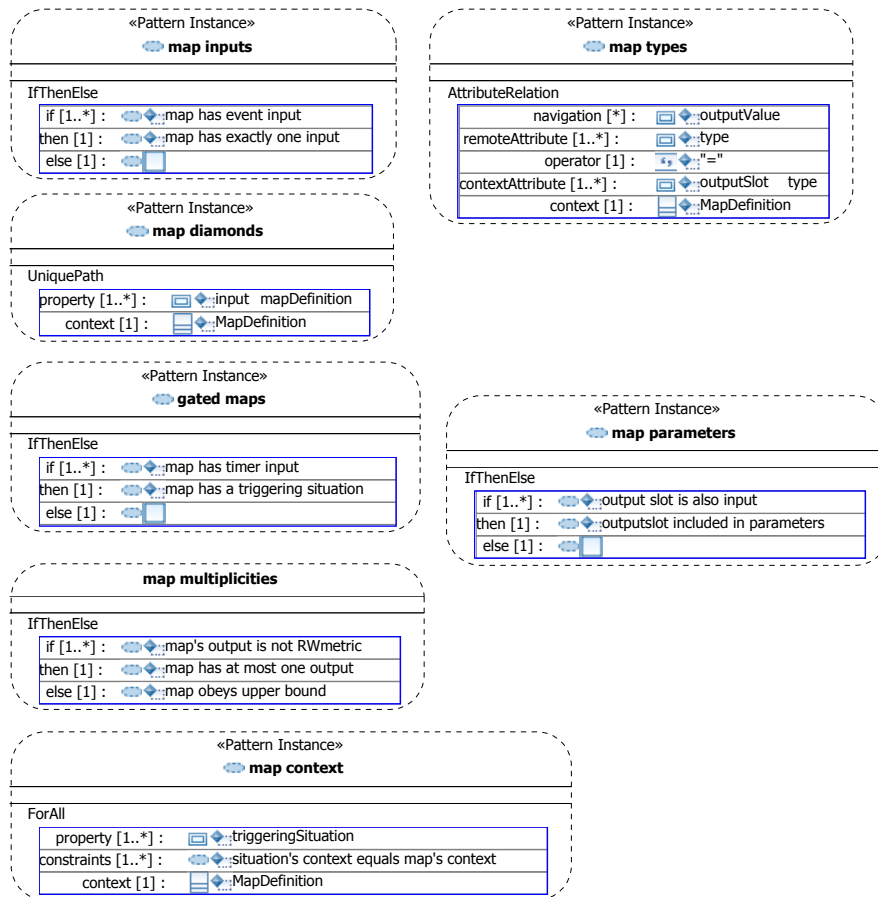 «Pattern Instance»
map inputs
IfThenElse
if [1..*] : map has event input
then [1] : map has exactly one input
else [1] :
«Pattern Instance»
map types
AttributeRelation
navigation [*] : outputValue
remoteAttribute [1..*] : type
operator [1] : "="
contextAttribute [1..*] : outputSlot type
context [1] : MapDefinition
«Pattern Instance»
map diamonds
UniquePath
property [1..*] : input mapDefinition
context [1] : MapDefinition
«Pattern Instance»
gated maps
IfThenElse
if [1..*] : map has timer input
then [1] : map has a triggering situation
else [1] :
«Pattern Instance»
map parameters
IfThenElse
if [1..*] : output slot is also input
then [1] : outputslot included in parameters
else [1] :
map multiplicities
IfThenElse
if [1..*] : map's output is not RWmetric
then [1] : map has at most one output
else [1] : map obeys upper bound
«Pattern Instance»
map context
ForAll
property [1..*] : triggeringSituation
constraints [1..*] : situation's context equals map's context
context [1] : MapDefinition